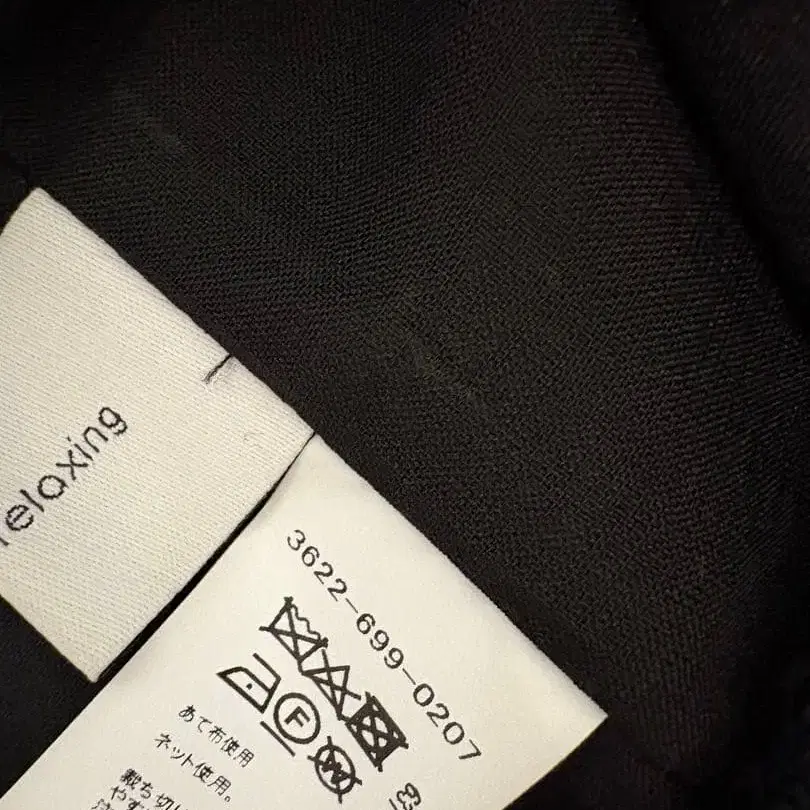 relaxing
3622-699-0207
F
W
あて布使用
ネット使用。